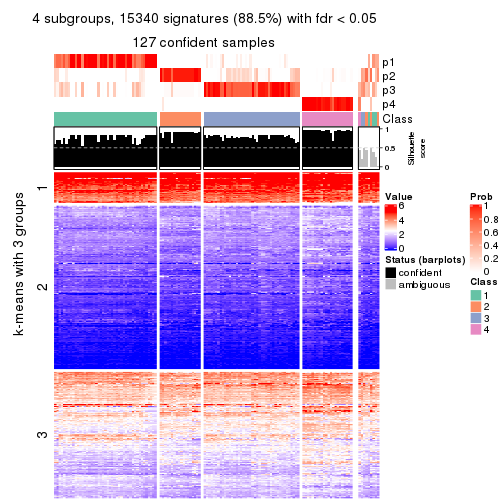 4 subgroups, 15340 signatures (88.5%) with fdr < 0.05
127 confident samples
p1
p2
p3
p4
Class
1
0.5
0
Silhouette
score
k-means with 3 groups
1
2
3
Value
6
4
2
0
Status (barplots)
confident
ambiguous
Prob
1
0.8
0.6
0.4
0.2
0
Class
1
2
3
4